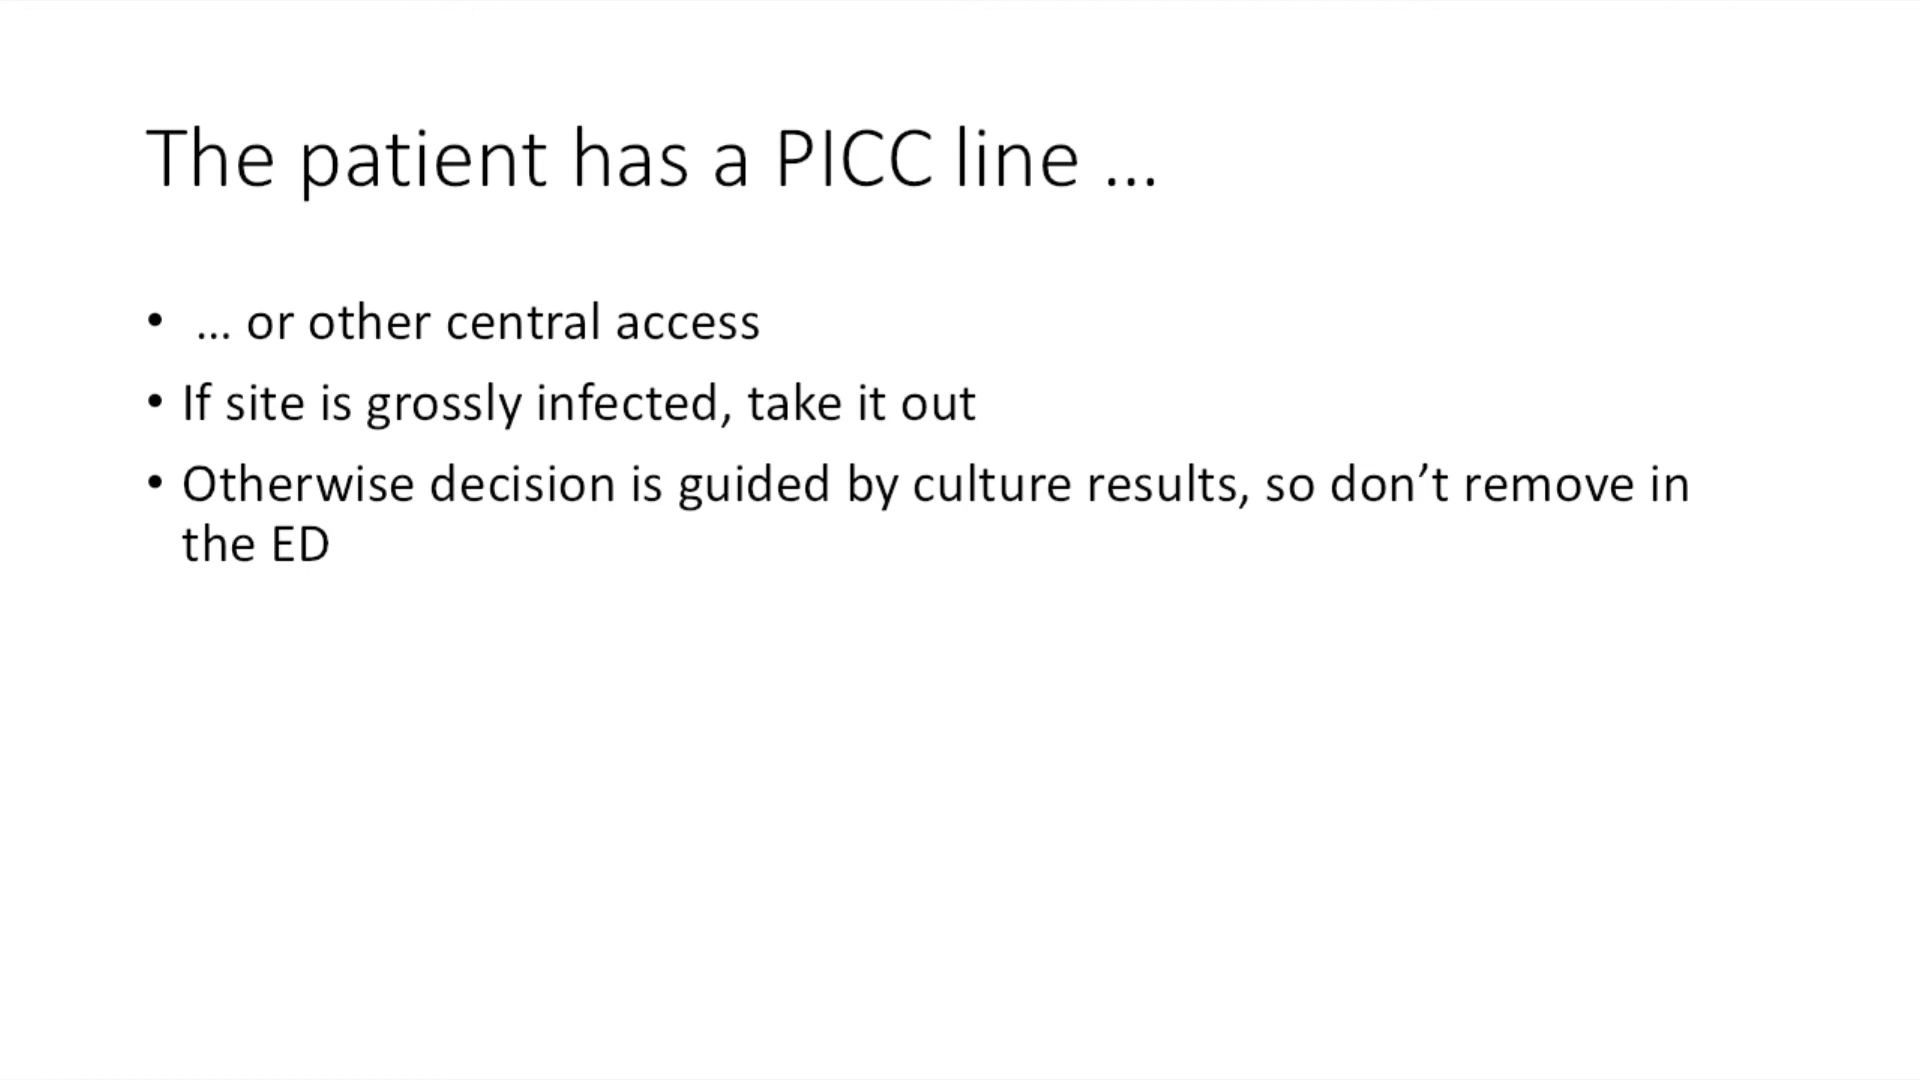 The patient has a PICC line ...
• ... or other central access
• If site is grossly infected, take it out
• Otherwise decision is guided by culture results, so don’t remove in
the ED